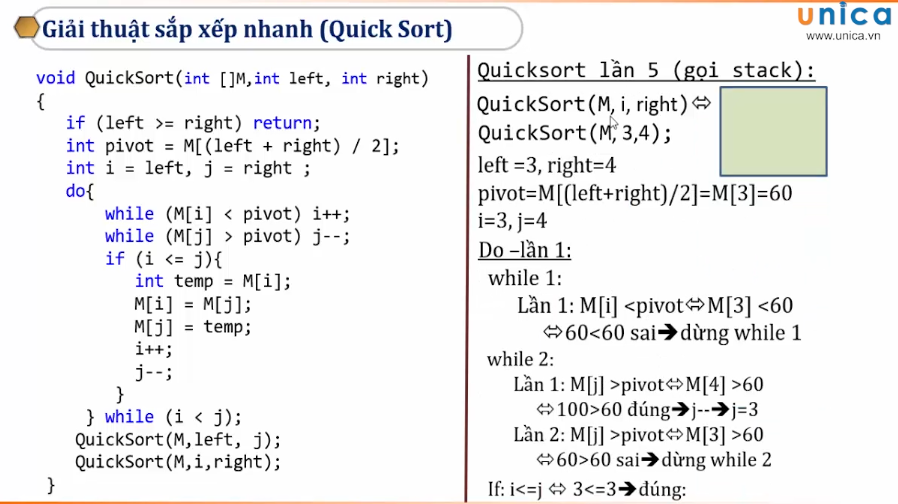 Giải thuật sắp xếp nhanh (Quick Sort)
unica
www.unica.vn
void QuickSort(int []M,int left, int right)
{
if (left >= right) return;
int pivot = M[(left + right) / 2];
int i = left, j = right ;
do{
while (M[i] < pivot) i++;
while (M[j] > pivot) j--;
if (i <= j){
int temp = M[i];
M[i] = M[j];
M[j] = temp;
i++;
j--;
}
} while (i < j);
QuickSort(M,left, j);
QuickSort(M,i,right);
}
Quicksort lần 5 (gọi stack):
QuickSort(M, i, right)⇔
QuickSort(M, 3,4);
left =3, right=4
pivot=M[(left+right)/2]=M[3]=60
i=3, j=4
Do –lần 1:
while 1:
Lần 1: M[i] <pivot⇔M[3] <60
⇔60<60 sai➔dừng while 1
while 2:
Lần 1: M[j] >pivot⇔M[4] >60
⇔100>60 đúng➔j--➔j=3
Lần 2: M[j] >pivot⇔M[3] >60
⇔60>60 sai➔dừng while 2
If: i<=j ⇔ 3<=3➔đúng: